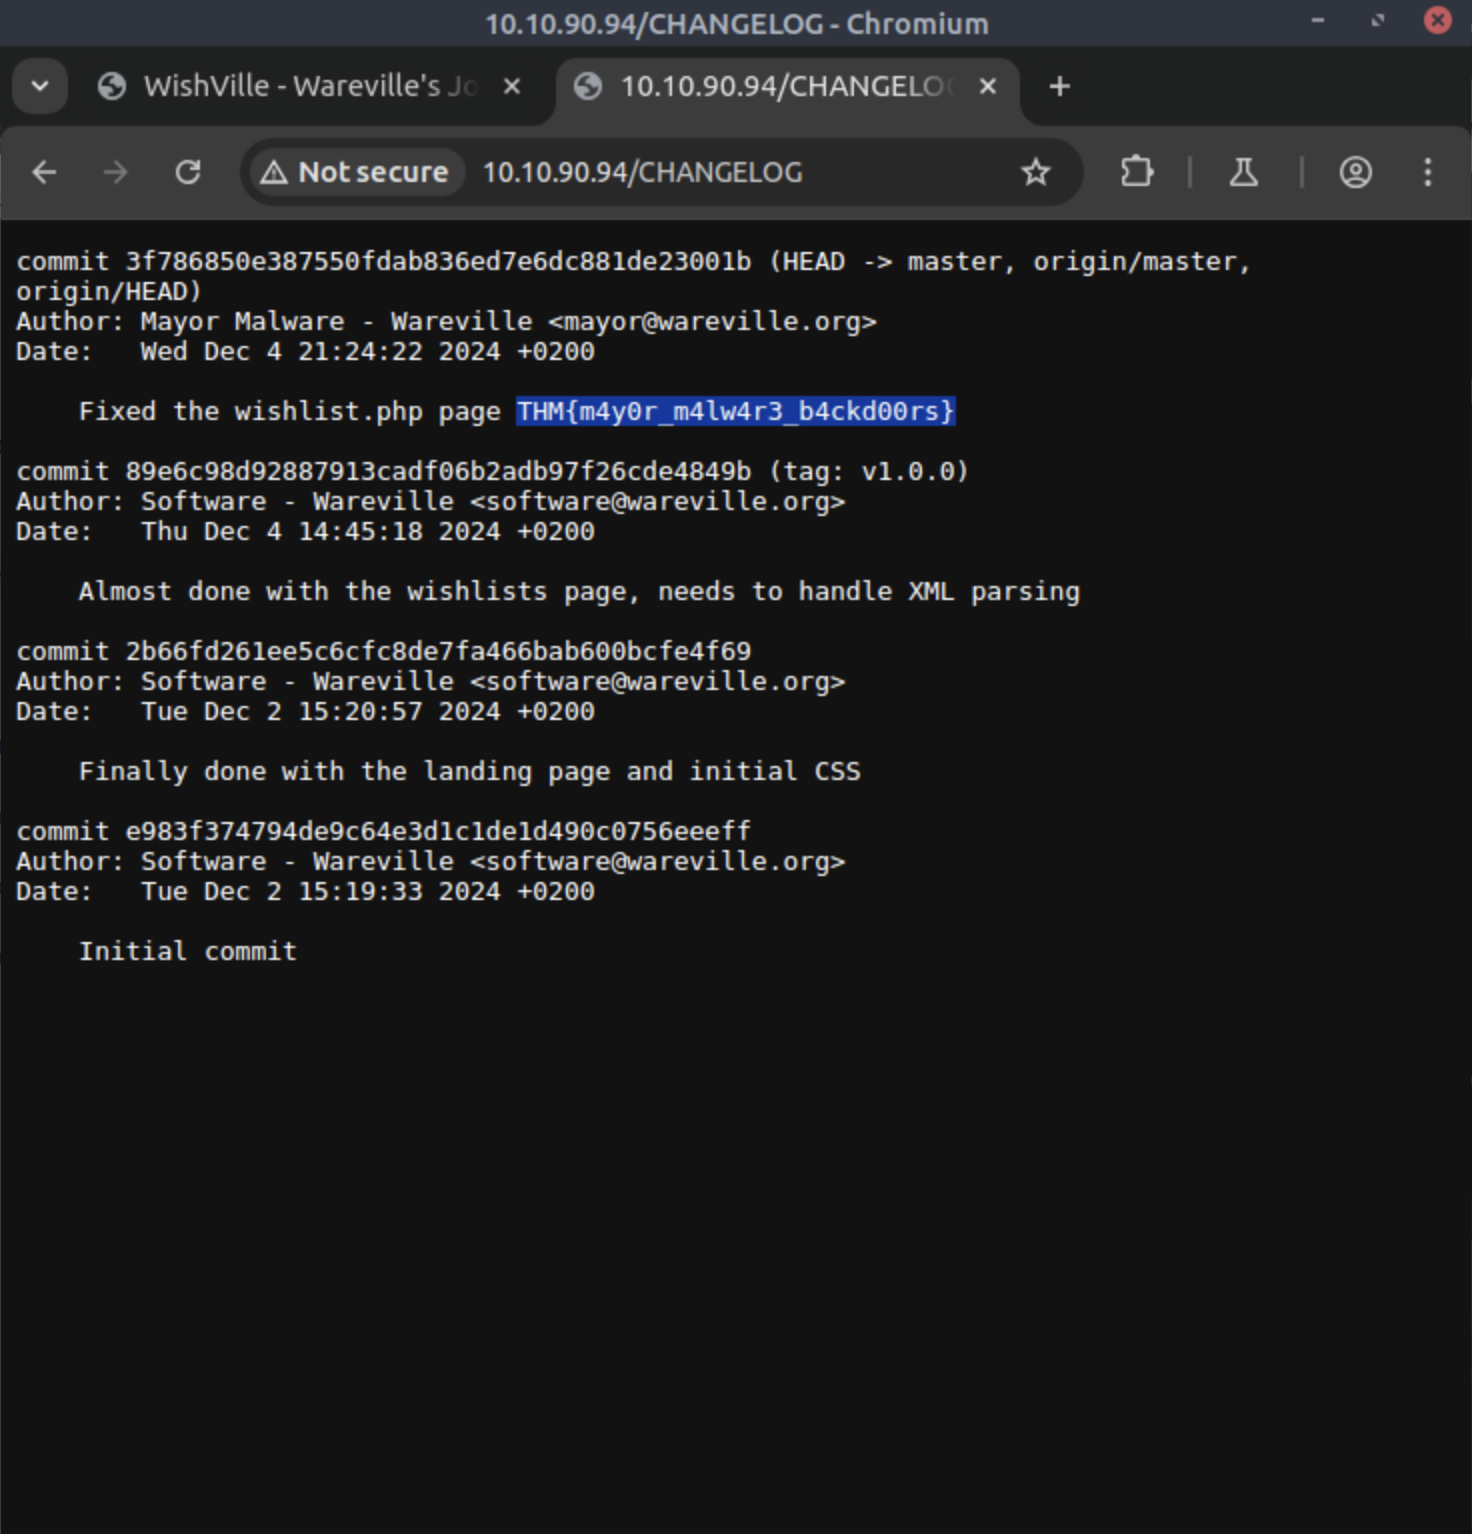 10.10.90.94/CHANGELOG - Chromium
WishVille - Wareville's Jo
10.10.90.94/CHANGELO
Not secure 10.10.90.94/CHANGELOG
commit 3f786850e387550fdab836ed7e6dc881de23001b (HEAD -> master, origin/master,
origin/HEAD)
Author: Mayor Malware - Wareville <mayor@wareville.org>
Date:   Wed Dec 4 21:24:22 2024 +0200
    Fixed the wishlist.php page THM{m4y0r_m4lw4r3_b4ckd00rs}
commit 89e6c98d92887913cadf06b2adb97f26cde4849b (tag: v1.0.0)
Author: Software - Wareville <software@wareville.org>
Date:   Thu Dec 4 14:45:18 2024 +0200
    Almost done with the wishlists page, needs to handle XML parsing
commit 2b66fd261ee5c6cfc8de7fa466bab600bcfe4f69
Author: Software - Wareville <software@wareville.org>
Date:   Tue Dec 2 15:20:57 2024 +0200
    Finally done with the landing page and initial CSS
commit e983f374794de9c64e3d1c1de1d490c0756eeeff
Author: Software - Wareville <software@wareville.org>
Date:   Tue Dec 2 15:19:33 2024 +0200
    Initial commit